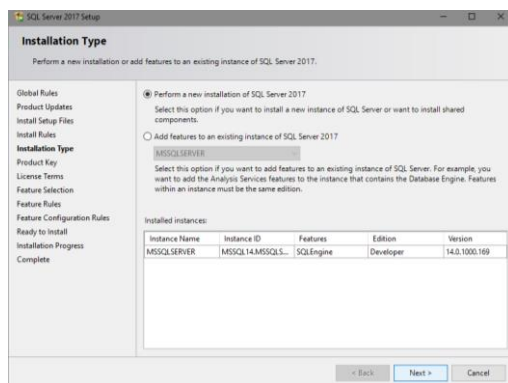 SQL Server 2017 Setup
Installation Type
Perform a new installation or add features to an existing instance of SQL Server 2017.
Global Rules
Product Updates
Install Setup Files
Install Rules
Installation Type
Product Key
License Terms
Feature Selection
Feature Rules
Feature Configuration Rules
Ready to Install
Installation Progress
Complete
Perform a new installation of SQL Server 2017
Select this option if you want to install a new instance of SQL Server or want to install shared
components.
Add features to an existing instance of SQL Server 2017
MSSQLSERVER
Select this option if you want to add features to an existing instance of SQL Server. For example, you
want to add the Analysis Services features to the instance that contains the Database Engine. Features
within an instance must be the same edition.
Installed instances:
Instance Name Instance ID Features Edition Version
MSSQLSERVER MSSQL14.MSSQLS... SQLEngine Developer 14.0.1000.169
< Back Next > Cancel